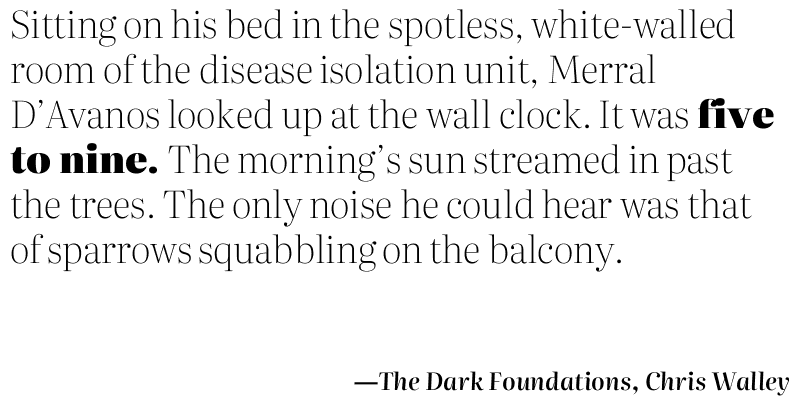 Sitting on his bed in the spotless, white-walled
room of the disease isolation unit, Merral
D’Avanos looked up at the wall clock. It was five
to nine. The morning’s sun streamed in past
the trees. The only noise he could hear was that
of sparrows squabbling on the balcony.
—The Dark Foundations, Chris Walley